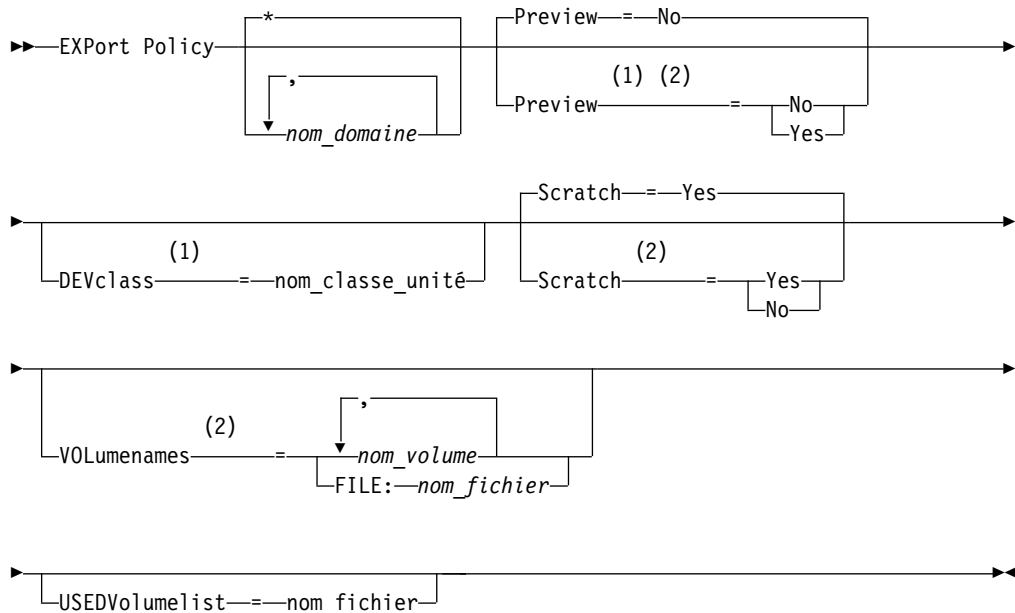 * Preview = No
EXPort Policy
, (1) (2)
Preview = No
nom_domaine Yes
Scratch = Yes
(1) (2)
DEVclass = nom_classe_unité Scratch = Yes
No
,
(2)
VOLumenames = nom_volume
FILE: nom_fichier
USEDVolumelist = nom fichier